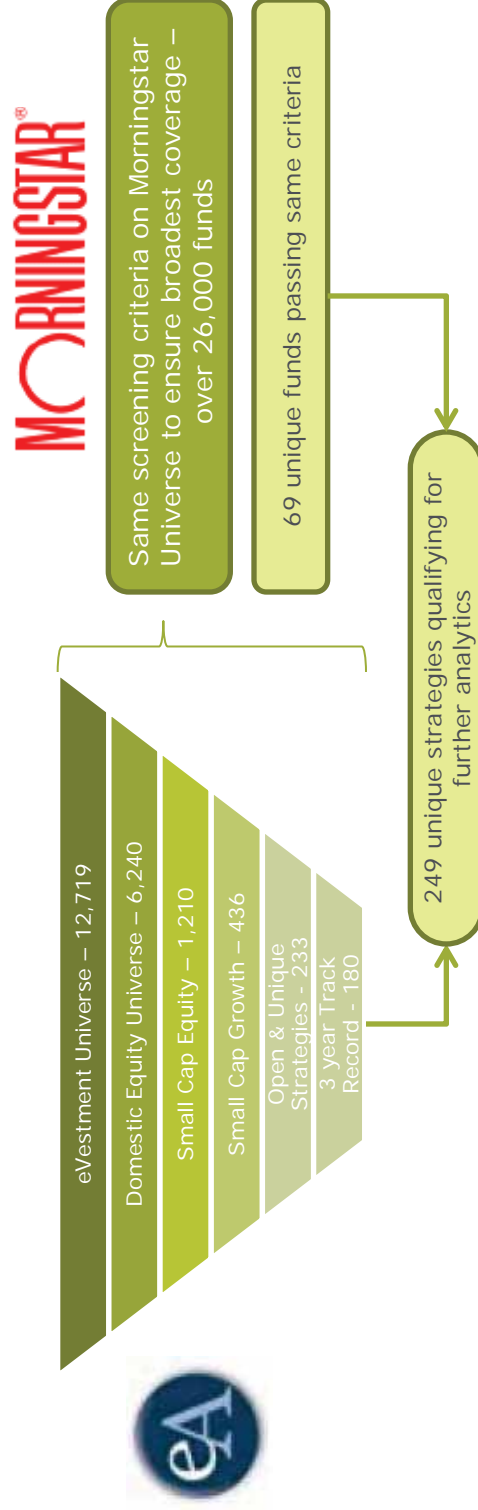 eA
eVestment Universe – 12,719
Domestic Equity Universe – 6,240
Small Cap Equity – 1,210
Small Cap Growth – 436
Open & Unique
Strategies - 233
3 year Track
Record - 180
MORNINGSTAR®
Same screening criteria on Morningstar
Universe to ensure broadest coverage –
over 26,000 funds
69 unique funds passing same criteria
249 unique strategies qualifying for
further analytics